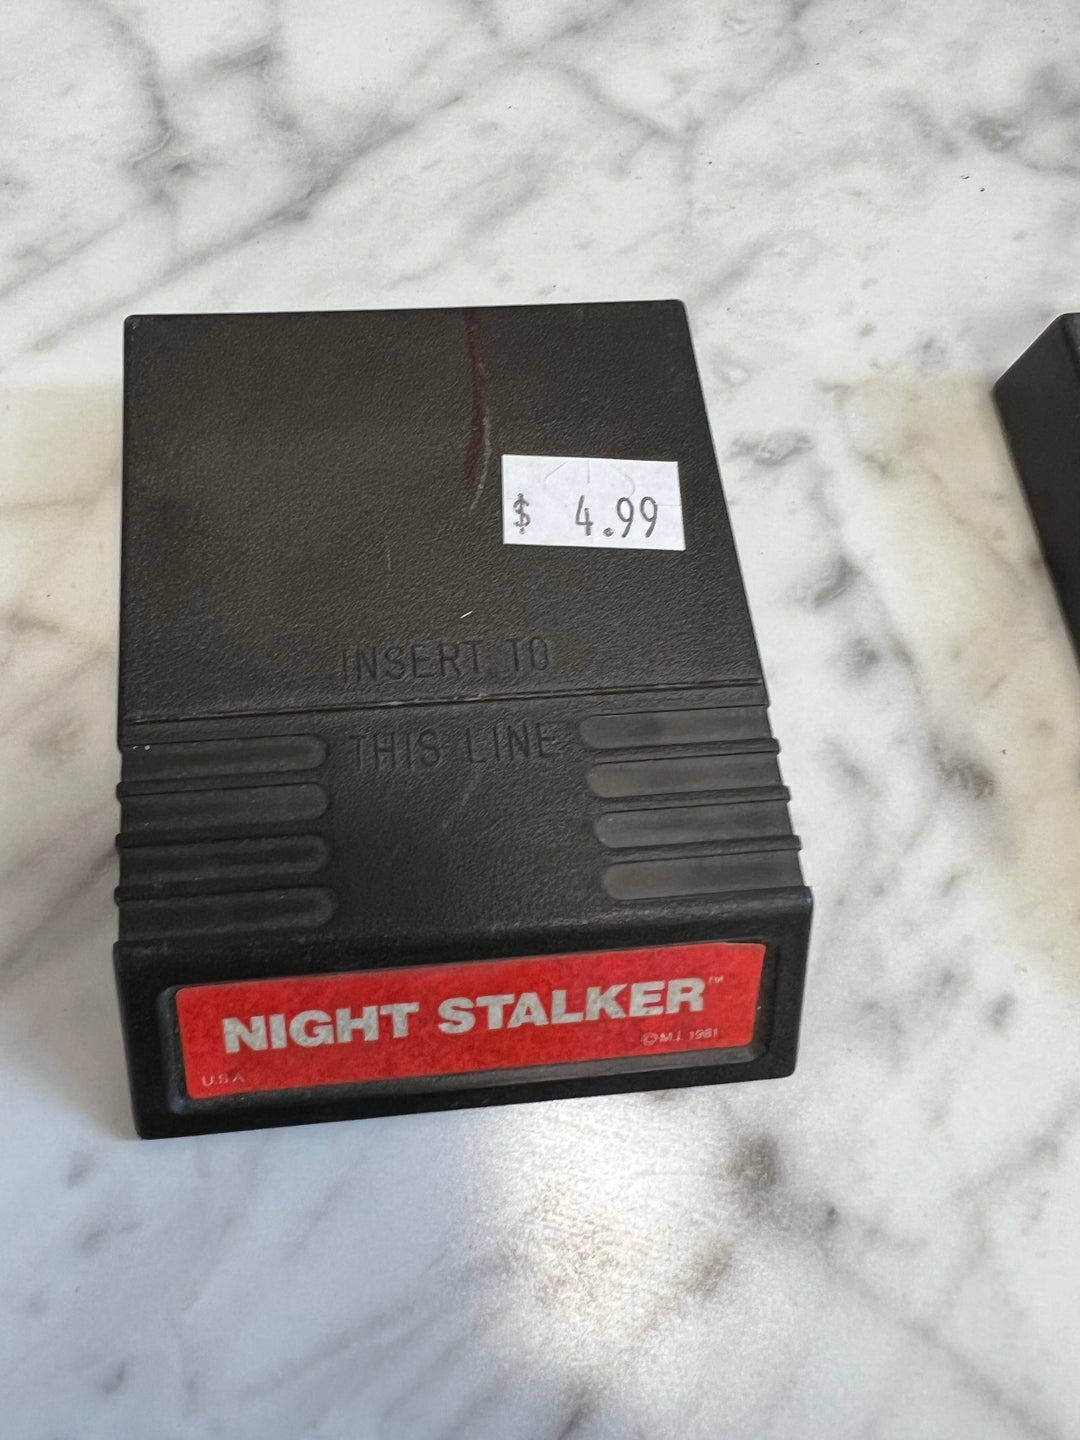 $ 4.99
INSERT TO
THIS LINE
NIGHT STALKER™
© M.I. 1981
U.S.A